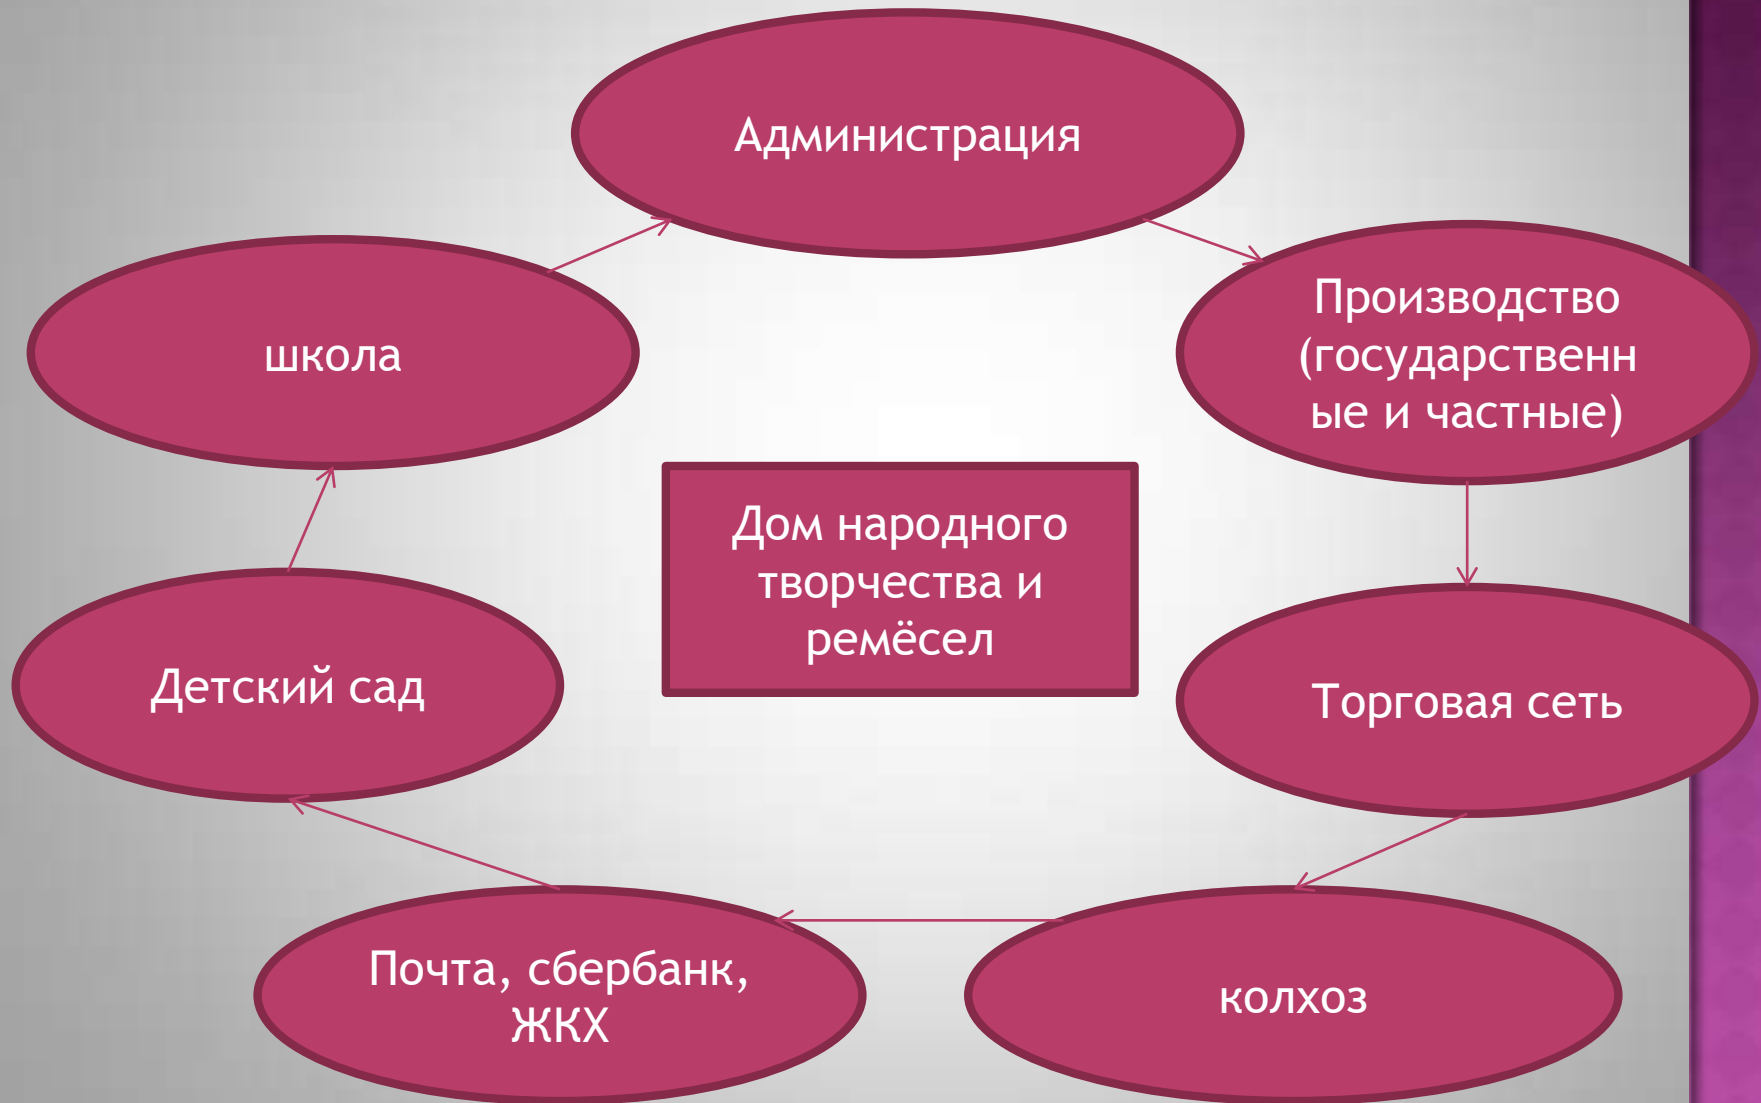 Администрация
Производство
(государственн
ые и частные)
школа
Дом народного
творчества и
ремёсел
Детский сад
Торговая сеть
Почта, сбербанк,
ЖКХ
колхоз